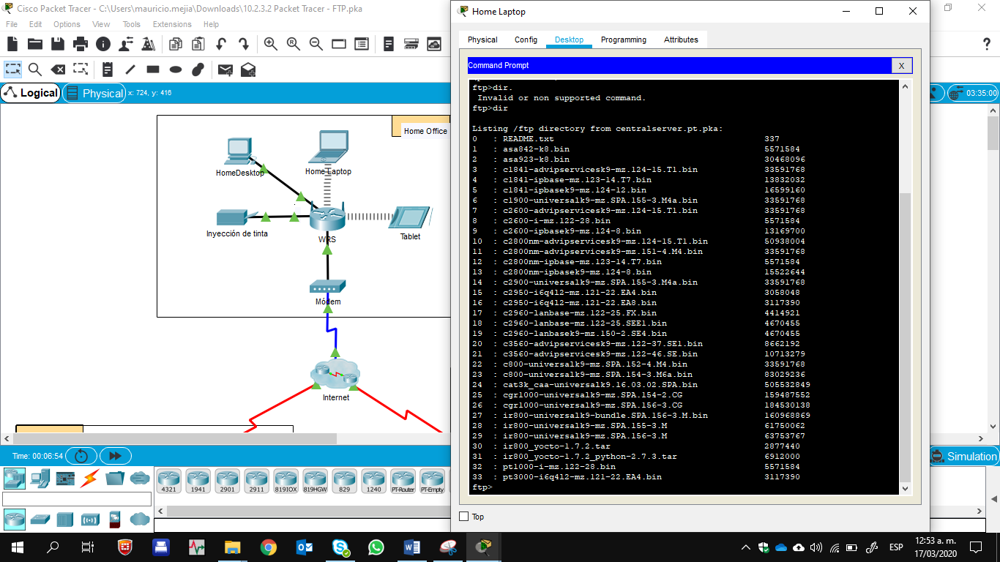 Cisco Packet Tracer - C:\Users\mauricio.mejia\Downloads\10.2.3.2 Packet Tracer - FTP.pka
File Edit Options View Tools Extensions Help
Logical Physical x: 724, y: 416
03:35:00
Home Office
HomeDesktop
Home Laptop
Inyección de tinta
WRS
Tablet
Módem
Internet
Time: 00:06:54
Simulation
4321 1941 2901 2911 819IOX 819HGW 829 1240 PT-Router PT-Empty
Home Laptop
Physical Config Desktop Programming Attributes
Command Prompt X
ftp>dir.
Invalid or non supported command.
ftp>dir
Listing /ftp directory from centralserver.pt.pka:
0 : README.txt 337
1 : asa842-k8.bin 5571584
2 : asa923-k8.bin 30468096
3 : c1841-advipservicesk9-mz.124-15.T1.bin 33591768
4 : c1841-ipbase-mz.123-14.T7.bin 13832032
5 : c1841-ipbasek9-mz.124-12.bin 16599160
6 : c1900-universalk9-mz.SPA.155-3.M4a.bin 33591768
7 : c2600-advipservicesk9-mz.124-15.T1.bin 33591768
8 : c2600-i-mz.122-28.bin 5571584
9 : c2600-ipbasek9-mz.124-8.bin 13169700
10 : c2800nm-advipservicesk9-mz.124-15.T1.bin 50938004
11 : c2800nm-advipservicesk9-mz.151-4.M4.bin 33591768
12 : c2800nm-ipbase-mz.123-14.T7.bin 5571584
13 : c2800nm-ipbasek9-mz.124-8.bin 15522644
14 : c2900-universalk9-mz.SPA.155-3.M4a.bin 33591768
15 : c2950-i6q4l2-mz.121-22.EA4.bin 3058048
16 : c2950-i6q4l2-mz.121-22.EA8.bin 3117390
17 : c2960-lanbase-mz.122-25.FX.bin 4414921
18 : c2960-lanbase-mz.122-25.SEE1.bin 4670455
19 : c2960-lanbasek9-mz.150-2.SE4.bin 4670455
20 : c3560-advipservicesk9-mz.122-37.SE1.bin 8662192
21 : c3560-advipservicesk9-mz.122-46.SE.bin 10713279
22 : c800-universalk9-mz.SPA.152-4.M4.bin 33591768
23 : c800-universalk9-mz.SPA.154-3.M6a.bin 83029236
24 : cat3k_caa-universalk9.16.03.02.SPA.bin 505532849
25 : cgr1000-universalk9-mz.SPA.154-2.CG 159487552
26 : cgr1000-universalk9-mz.SPA.156-3.CG 184530138
27 : ir800-universalk9-bundle.SPA.156-3.M.bin 160968869
28 : ir800-universalk9-mz.SPA.155-3.M 61750062
29 : ir800-universalk9-mz.SPA.156-3.M 63753767
30 : ir800_yocto-1.7.2.tar 2877440
31 : ir800_yocto-1.7.2_python-2.7.3.tar 6912000
32 : pt1000-i-mz.122-28.bin 5571584
33 : pt3000-i6q4l2-mz.121-22.EA4.bin 3117390
ftp>
Top
ESP
12:53 a. m.
17/03/2020